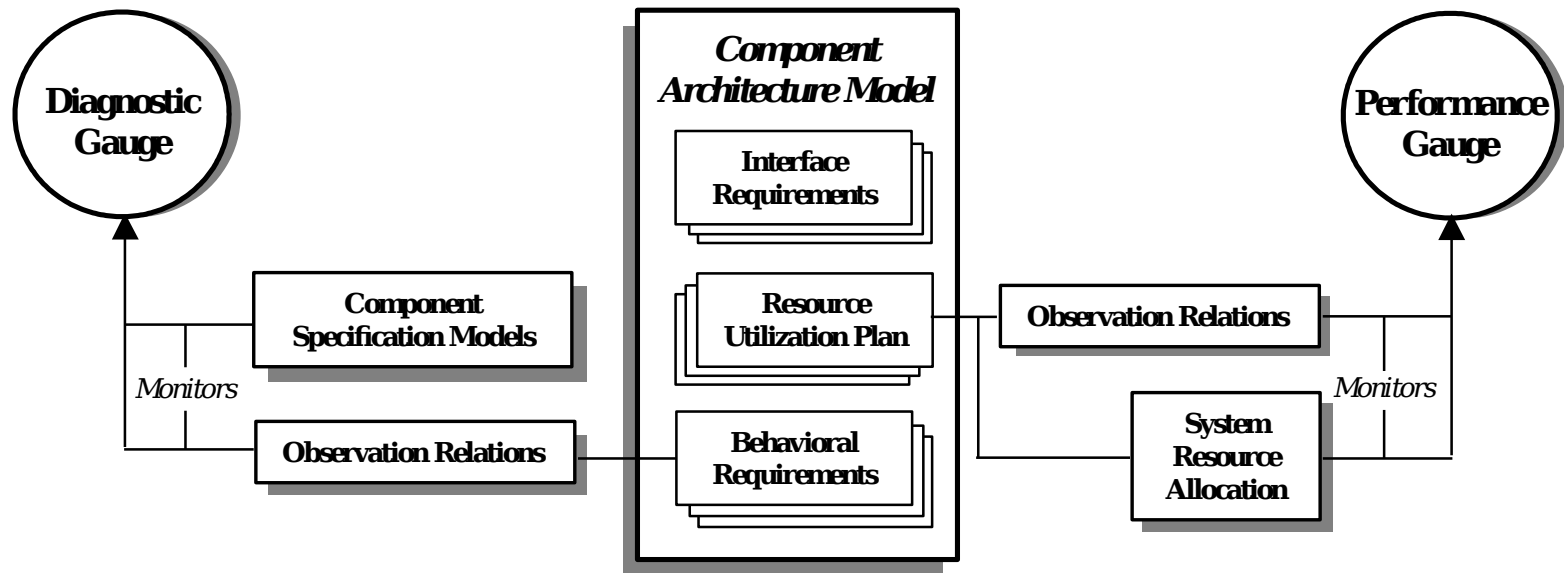 Diagnostic
Gauge
Component
Specification Models
Monitors
Observation Relations
Component
Architecture Model
Interface
Requirements
Resource
Utilization Plan
Behavioral
Requirements
Performance
Gauge
Observation Relations
Monitors
System
Resource
Allocation